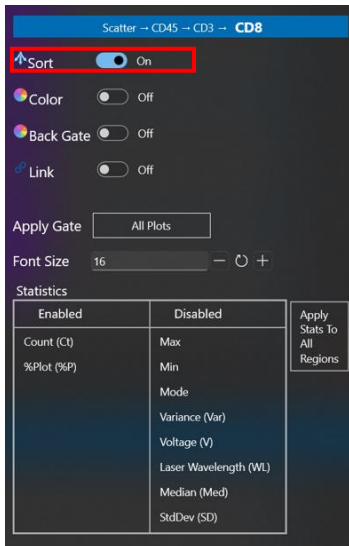 Scatter → CD45 → CD3 → CD8
Sort On
Color Off
Back Gate Off
Link Off
Apply Gate All Plots
Font Size 16
Statistics
Enabled Disabled
Apply
Stats To
All
Regions
Count (Ct) Max
%Plot (%P) Min
Mode
Variance (Var)
Voltage (V)
Laser Wavelength (WL)
Median (Med)
StdDev (SD)